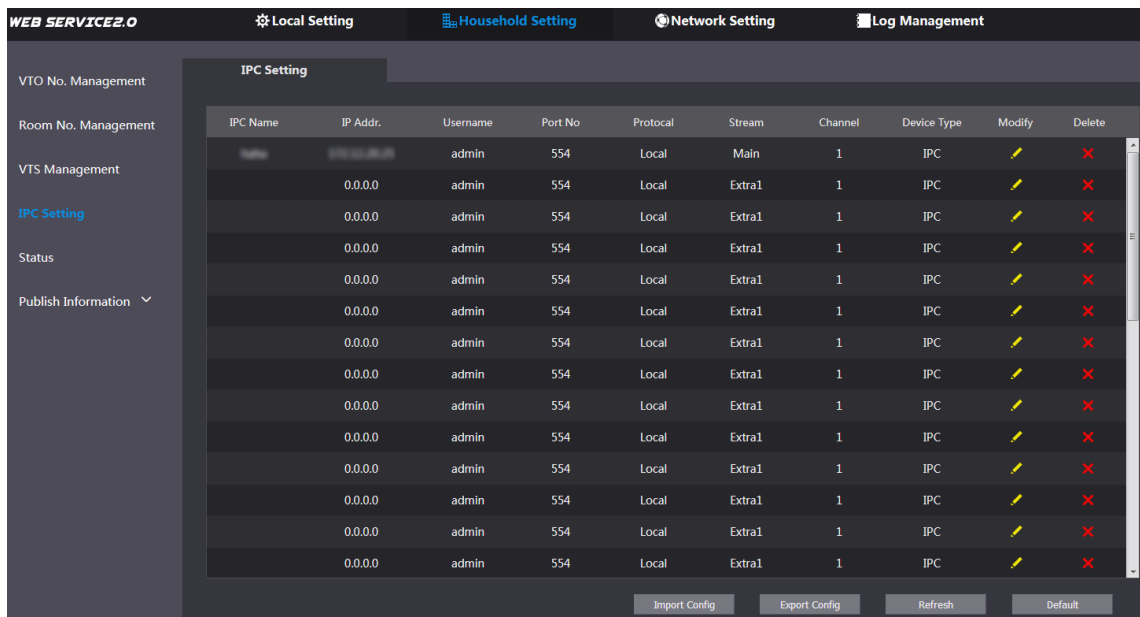 WEB SERVICE2.0 Local Setting Household Setting Network Setting Log Management
VTO No. Management
Room No. Management
VTS Management
IPC Setting
Status
Publish Information
IPC Setting
IPC Name IP Addr. Username Port No Protocal Stream Channel Device Type Modify Delete
admin 554 Local Main 1 IPC
0.0.0.0 admin 554 Local Extra1 1 IPC
0.0.0.0 admin 554 Local Extra1 1 IPC
0.0.0.0 admin 554 Local Extra1 1 IPC
0.0.0.0 admin 554 Local Extra1 1 IPC
0.0.0.0 admin 554 Local Extra1 1 IPC
0.0.0.0 admin 554 Local Extra1 1 IPC
0.0.0.0 admin 554 Local Extra1 1 IPC
0.0.0.0 admin 554 Local Extra1 1 IPC
0.0.0.0 admin 554 Local Extra1 1 IPC
0.0.0.0 admin 554 Local Extra1 1 IPC
0.0.0.0 admin 554 Local Extra1 1 IPC
0.0.0.0 admin 554 Local Extra1 1 IPC
0.0.0.0 admin 554 Local Extra1 1 IPC
Import Config Export Config Refresh Default